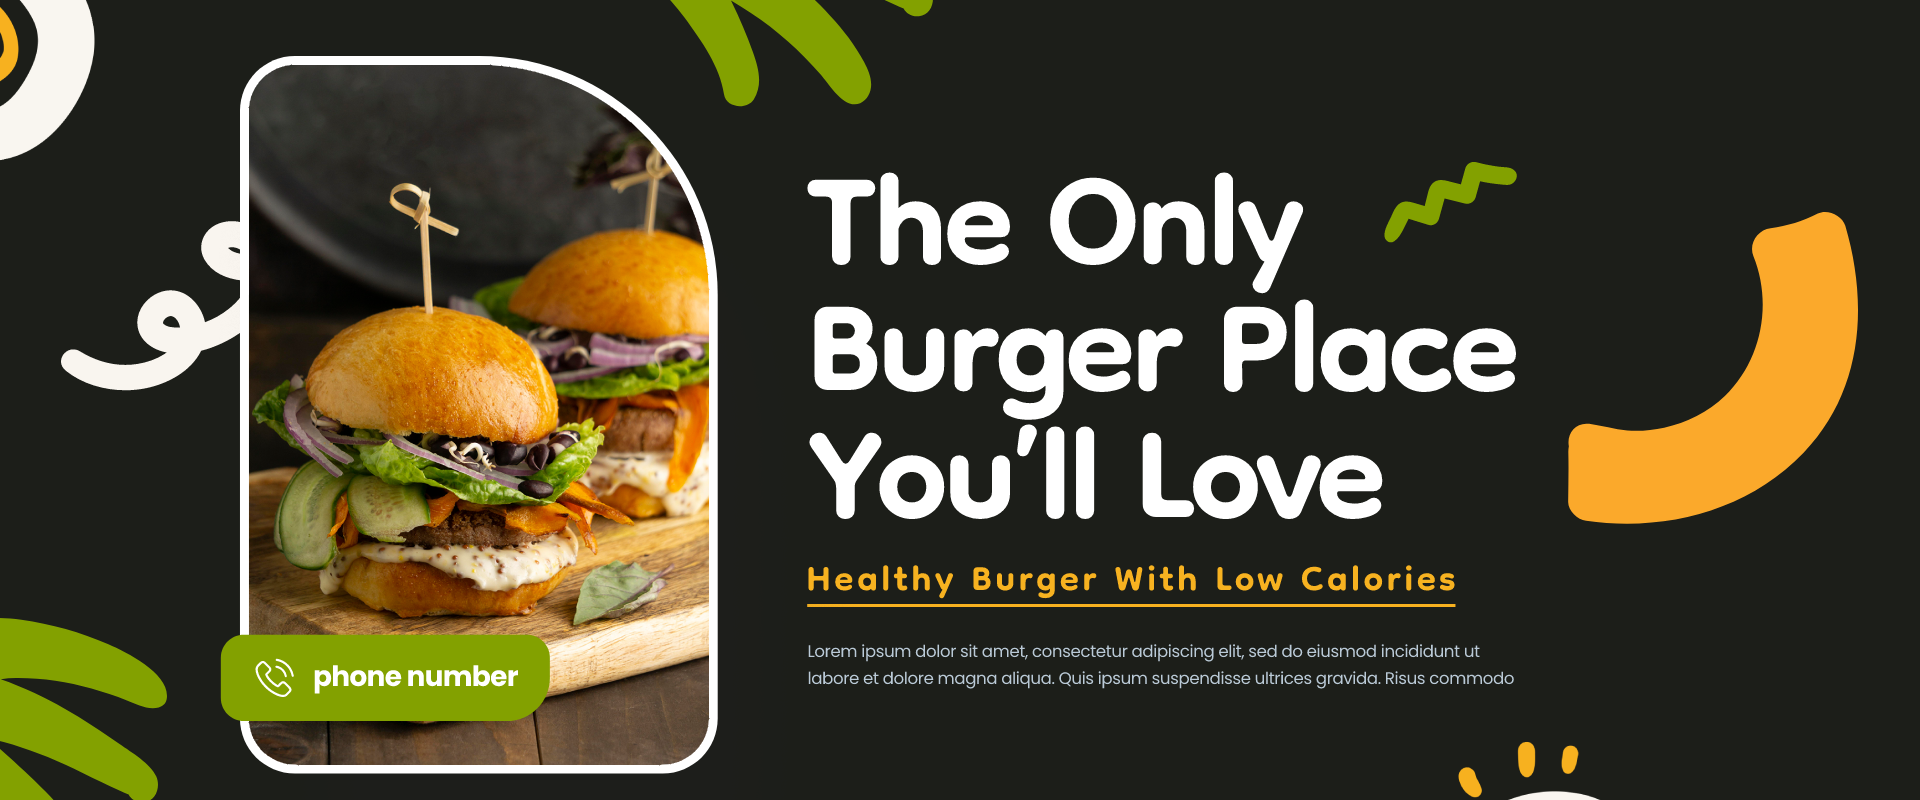 The Only
Burger Place
You'll Love
Healthy Burger With Low Calories
Lorem ipsum dolor sit amet, consectetur adipiscing elit, sed do eiusmod incididunt ut
labore et dolore magna aliqua. Quis ipsum suspendisse ultrices gravida. Risus commodo
phone number